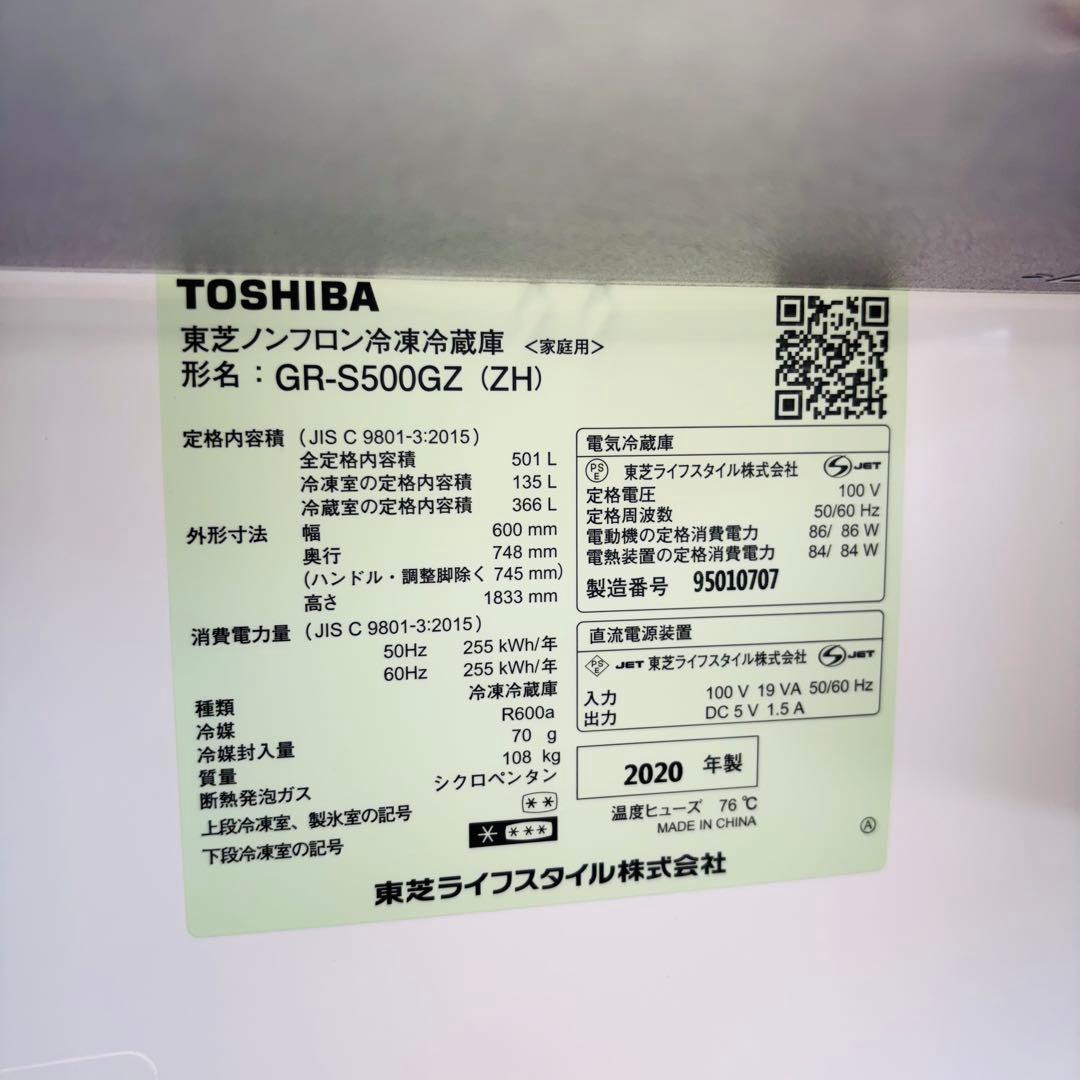 TOSHIBA
東芝ノンフロン冷凍冷蔵庫 <家庭用>
形名：GR-S500GZ (ZH)
定格内容積 (JIS C 9801-3:2015)
全定格内容積 501 L
冷凍室の定格内容積 135 L
冷蔵室の定格内容積 366 L
外形寸法 幅 600 mm
奥行 748 mm
(ハンドル・調整脚除く 745 mm)
高さ 1833 mm
消費電力量 (JIS C 9801-3:2015)
50Hz 255 kWh/年
60Hz 255 kWh/年
種類 冷凍冷蔵庫
冷媒 R600a
冷媒封入量 70 g
質量 108 kg
断熱発泡ガス シクロペンタン
上段冷凍室、製氷室の記号 **
下段冷凍室の記号 * ***
電気冷蔵庫
PSE 東芝ライフスタイル株式会社 S JET
定格電圧 100 V
定格周波数 50/60 Hz
電動機の定格消費電力 86/ 86 W
電熱装置の定格消費電力 84/ 84 W
製造番号 95010707
直流電源装置
PSE JET 東芝ライフスタイル株式会社 S JET
入力 100 V 19 VA 50/60 Hz
出力 DC 5 V 1.5 A
2020 年製
温度ヒューズ 76 ℃
MADE IN CHINA
Ⓐ
東芝ライフスタイル株式会社